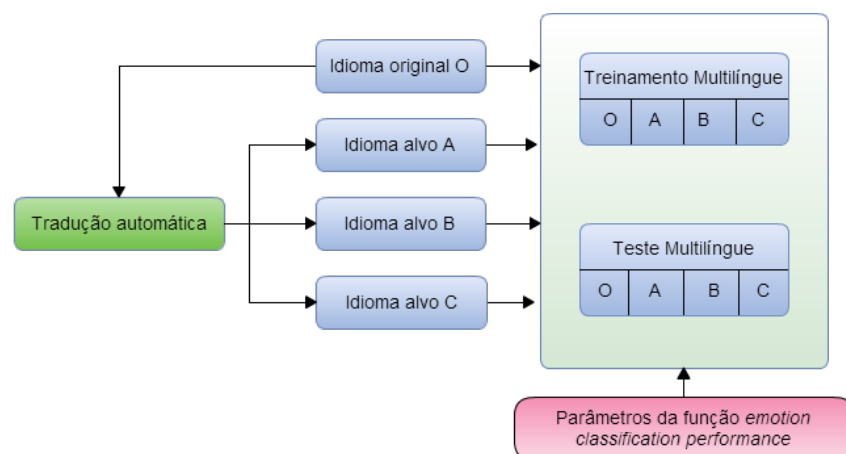 Idioma original O
Treinamento Multilíngue
O A B C
Idioma alvo A
Tradução automática
Idioma alvo B
Teste Multilíngue
O A B C
Idioma alvo C
Parâmetros da função emotion
classification performance